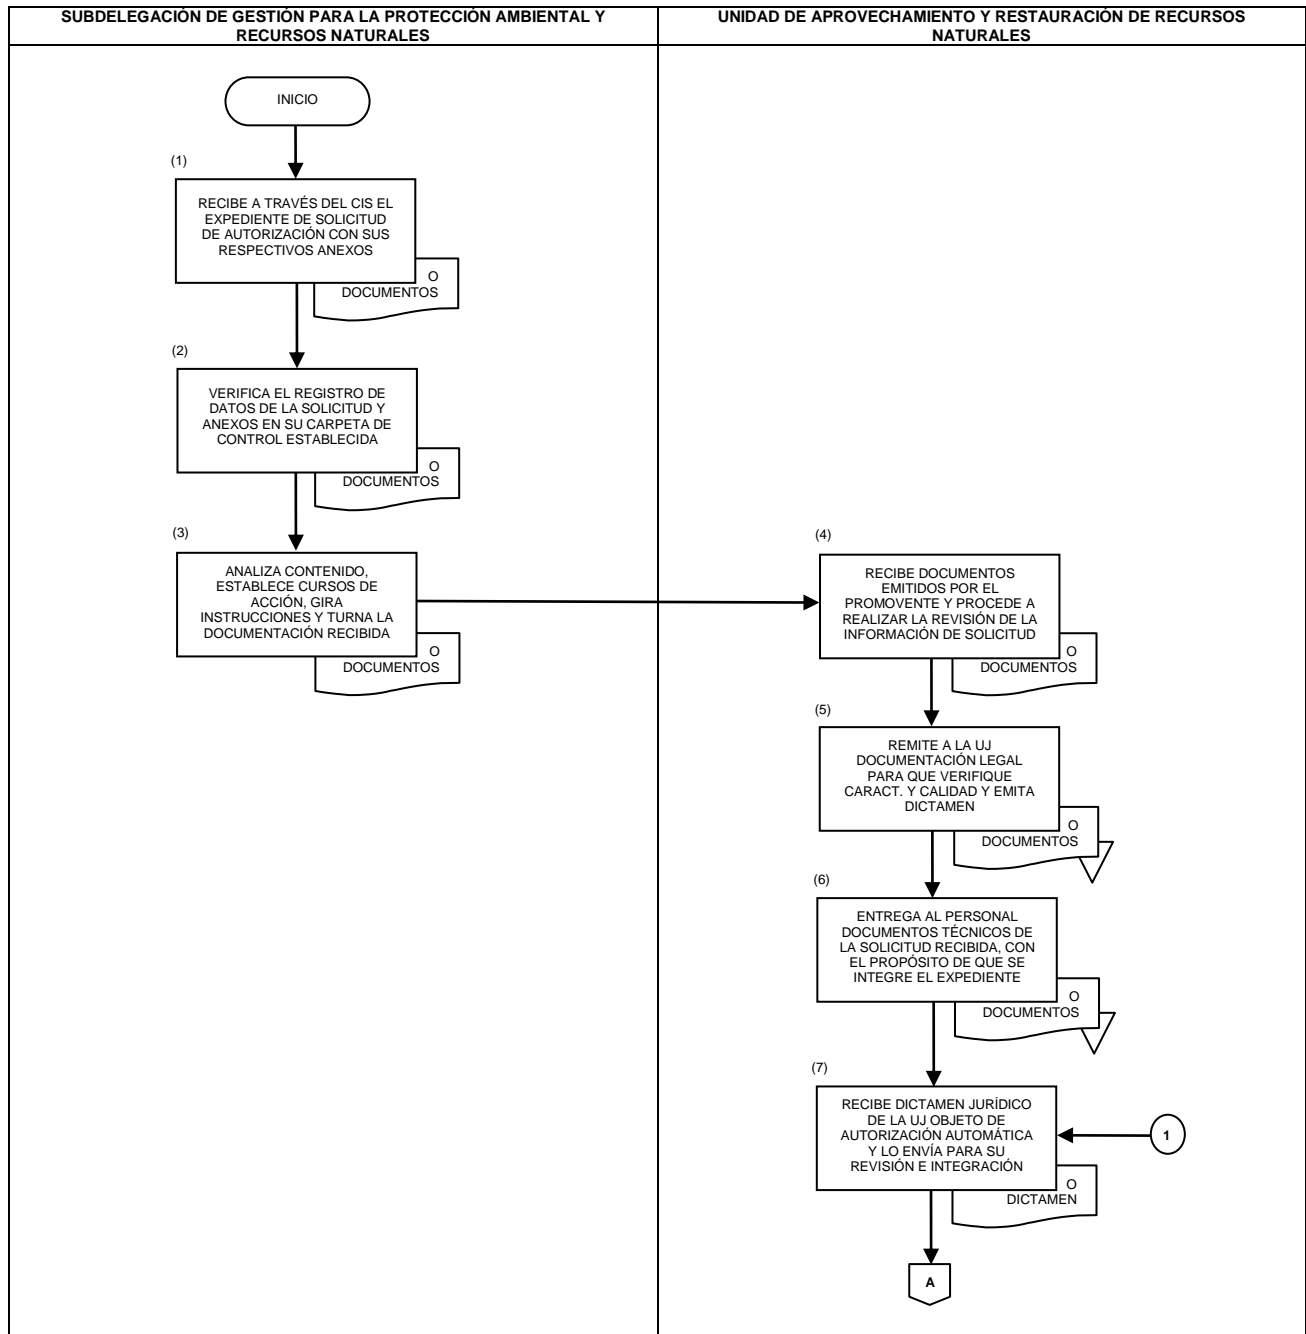 SUBDELEGACIÓN DE GESTIÓN PARA LA PROTECCIÓN AMBIENTAL Y
RECURSOS NATURALES
UNIDAD DE APROVECHAMIENTO Y RESTAURACIÓN DE RECURSOS
NATURALES
INICIO
(1)
RECIBE A TRAVÉS DEL CIS EL
EXPEDIENTE DE SOLICITUD
DE AUTORIZACIÓN CON SUS
RESPECTIVOS ANEXOS
O
DOCUMENTOS
(2)
VERIFICA EL REGISTRO DE
DATOS DE LA SOLICITUD Y
ANEXOS EN SU CARPETA DE
CONTROL ESTABLECIDA
O
DOCUMENTOS
(3)
ANALIZA CONTENIDO,
ESTABLECE CURSOS DE
ACCIÓN, GIRA
INSTRUCCIONES Y TURNA LA
DOCUMENTACIÓN RECIBIDA
O
DOCUMENTOS
(4)
RECIBE DOCUMENTOS
EMITIDOS POR EL
PROMOVENTE Y PROCEDE A
REALIZAR LA REVISIÓN DE LA
INFORMACIÓN DE SOLICITUD
O
DOCUMENTOS
(5)
REMITE A LA UJ
DOCUMENTACIÓN LEGAL
PARA QUE VERIFIQUE
CARACT. Y CALIDAD Y EMITA
DICTAMEN
O
DOCUMENTOS
(6)
ENTREGA AL PERSONAL
DOCUMENTOS TÉCNICOS DE
LA SOLICITUD RECIBIDA, CON
EL PROPÓSITO DE QUE SE
INTEGRE EL EXPEDIENTE
O
DOCUMENTOS
(7)
RECIBE DICTAMEN JURÍDICO
DE LA UJ OBJETO DE
AUTORIZACIÓN AUTOMÁTICA
Y LO ENVÍA PARA SU
REVISIÓN E INTEGRACIÓN
1
O
DICTAMEN
A